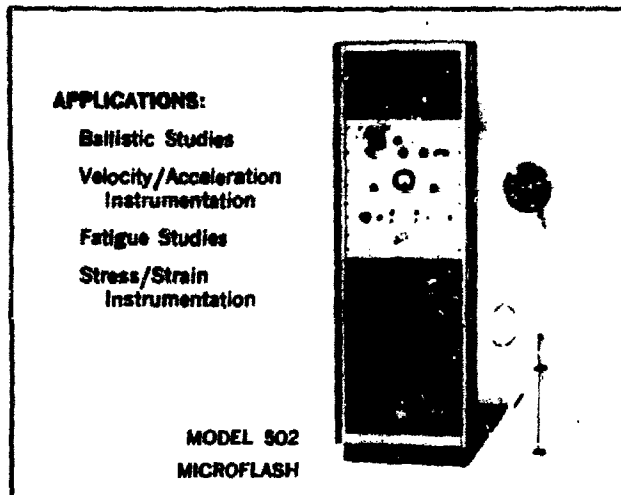 APPLICATIONS:
Ballistic Studies
Velocity/Acceleration
Instrumentation
Fatigue Studies
Stress/Strain
Instrumentation
MODEL 502
MICROFLASH